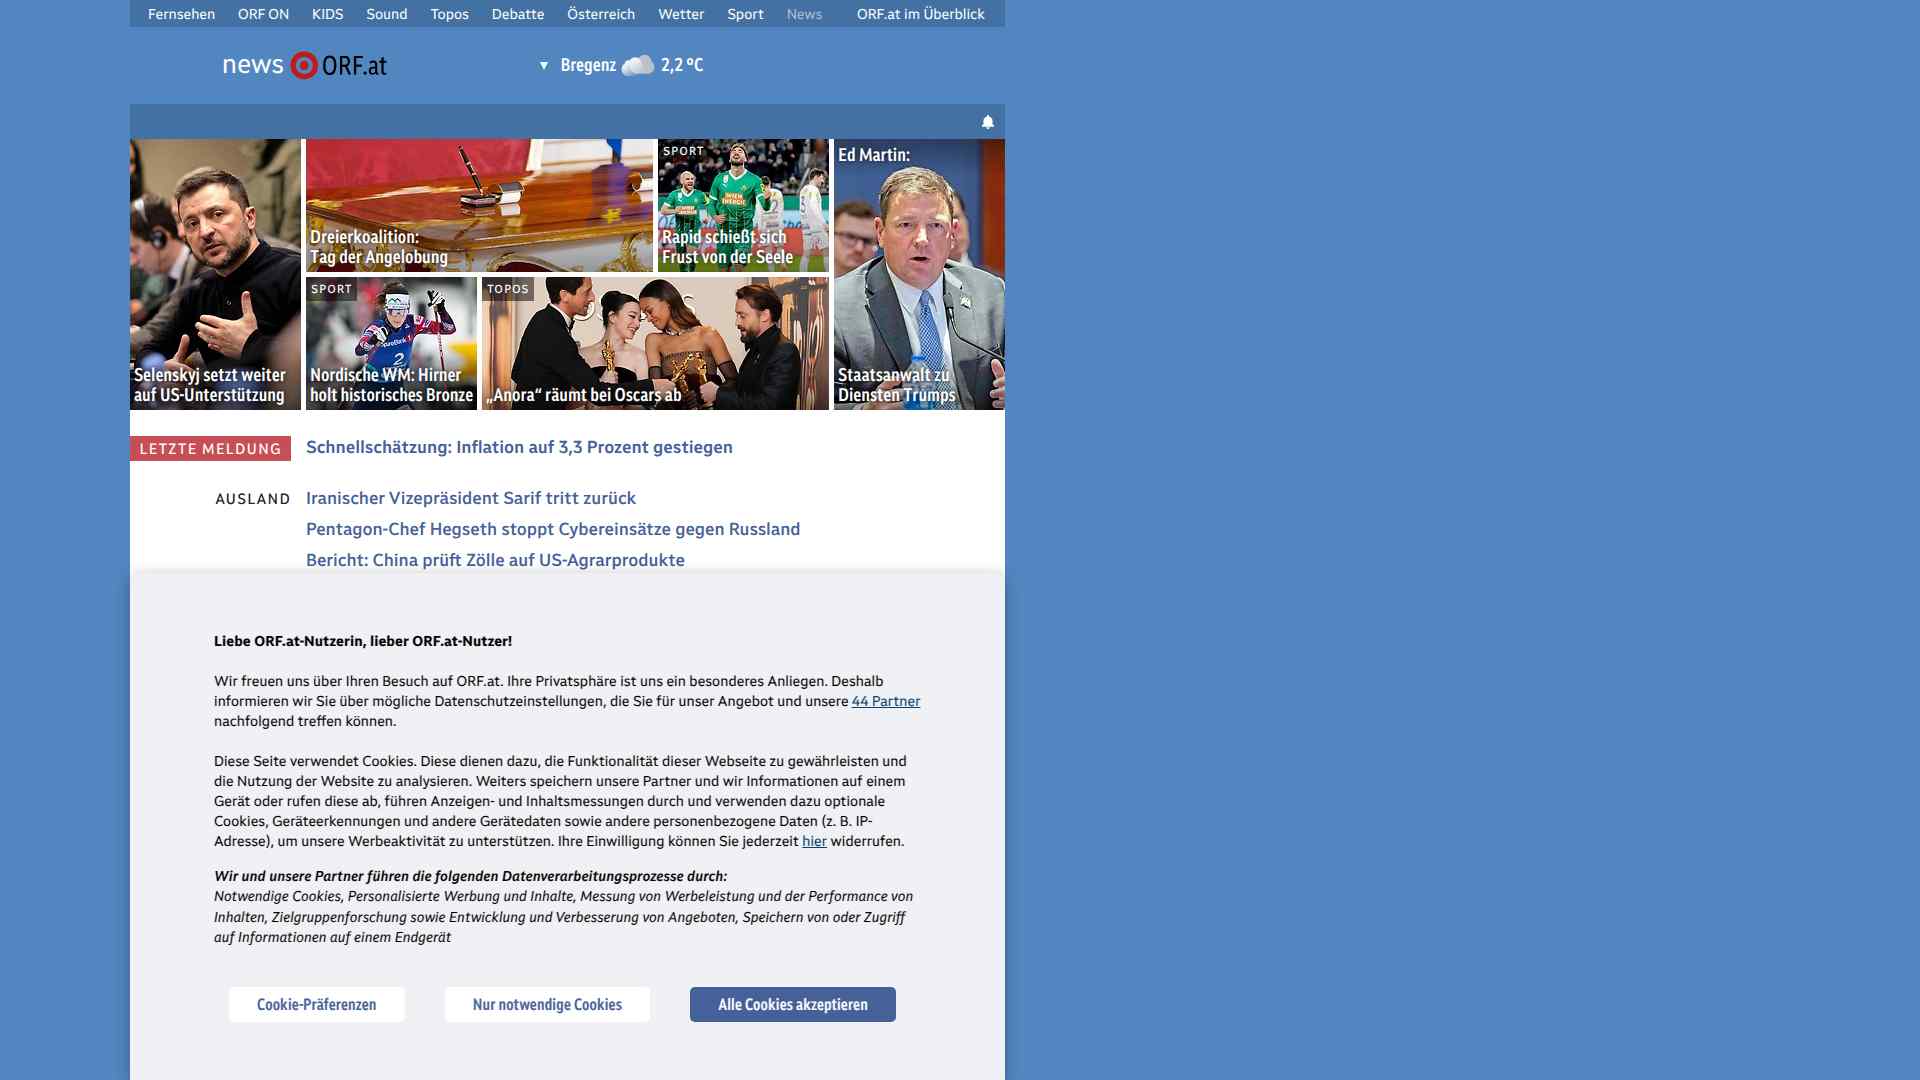 Fernsehen ORF ON KIDS Sound Topos Debatte Österreich Wetter Sport News ORF.at im Überblick
news ORF.at
Bregenz 2,2 °C
Selenskyj setzt weiter
auf US-Unterstützung
Dreierkoalition:
Tag der Angelobung
SPORT
Rapid schießt sich
Frust von der Seele
SPORT
Nordische WM: Hirner
holt historisches Bronze
TOPOS
„Anora“ räumt bei Oscars ab
Ed Martin:
Staatsanwalt zu
Diensten Trumps
LETZTE MELDUNG
Schnellschätzung: Inflation auf 3,3 Prozent gestiegen
AUSLAND
Iranischer Vizepräsident Sarif tritt zurück
Pentagon-Chef Hegseth stoppt Cybereinsätze gegen Russland
Bericht: China prüft Zölle auf US-Agrarprodukte
Liebe ORF.at-Nutzerin, lieber ORF.at-Nutzer!
Wir freuen uns über Ihren Besuch auf ORF.at. Ihre Privatsphäre ist uns ein besonderes Anliegen. Deshalb
informieren wir Sie über mögliche Datenschutzeinstellungen, die Sie für unser Angebot und unsere 44 Partner
nachfolgend treffen können.
Diese Seite verwendet Cookies. Diese dienen dazu, die Funktionalität dieser Webseite zu gewährleisten und
die Nutzung der Website zu analysieren. Weiters speichern unsere Partner und wir Informationen auf einem
Gerät oder rufen diese ab, führen Anzeigen- und Inhaltsmessungen durch und verwenden dazu optionale
Cookies, Geräteerkennungen und andere Gerätedaten sowie andere personenbezogene Daten (z. B. IP-
Adresse), um unsere Werbeaktivität zu unterstützen. Ihre Einwilligung können Sie jederzeit hier widerrufen.
Wir und unsere Partner führen die folgenden Datenverarbeitungsprozesse durch:
Notwendige Cookies, Personalisierte Werbung und Inhalte, Messung von Werbeleistung und der Performance von
Inhalten, Zielgruppenforschung sowie Entwicklung und Verbesserung von Angeboten, Speichern von oder Zugriff
auf Informationen auf einem Endgerät
Cookie-Präferenzen
Nur notwendige Cookies
Alle Cookies akzeptieren